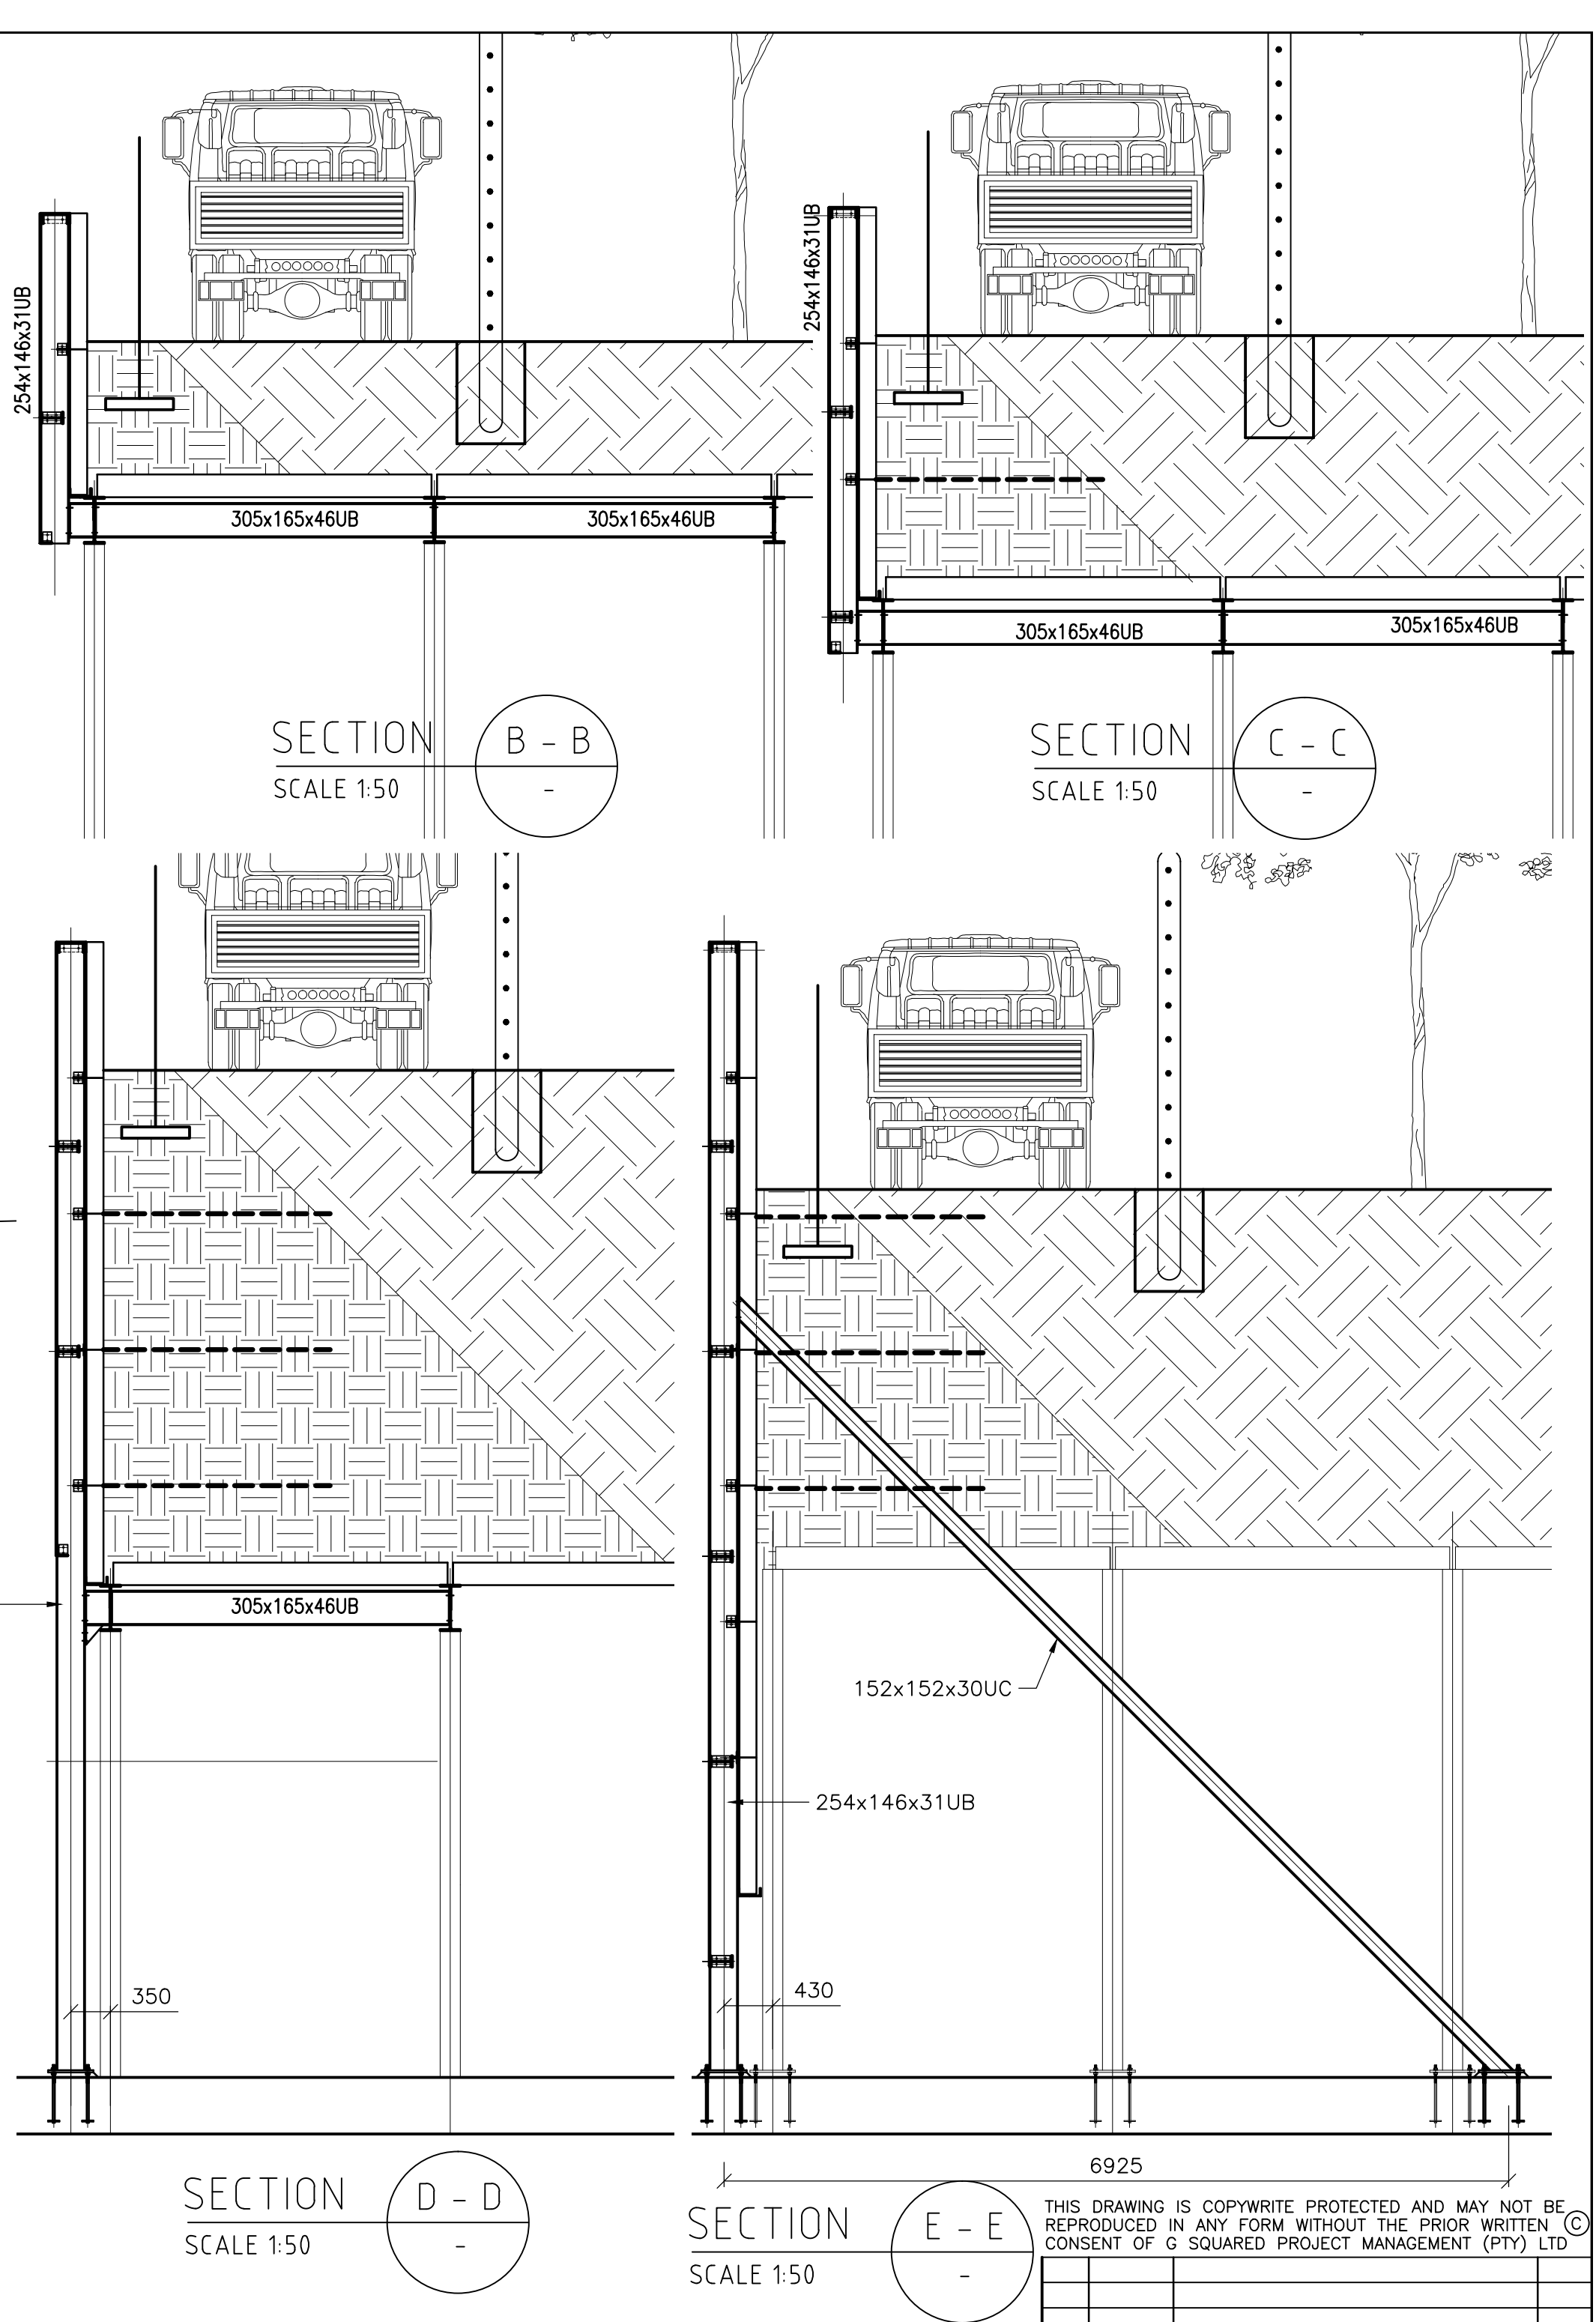 254x146x31UB
305x165x46UB
305x165x46UB
SECTION
B - B
SCALE 1:50
-
254x146x31UB
305x165x46UB
305x165x46UB
SECTION
C - C
SCALE 1:50
-
305x165x46UB
350
SECTION
D - D
SCALE 1:50
-
152x152x30UC
254x146x31UB
430
6925
SECTION
E - E
SCALE 1:50
-
THIS DRAWING IS COPYWRITE PROTECTED AND MAY NOT BE
REPRODUCED IN ANY FORM WITHOUT THE PRIOR WRITTEN ©
CONSENT OF G SQUARED PROJECT MANAGEMENT (PTY) LTD